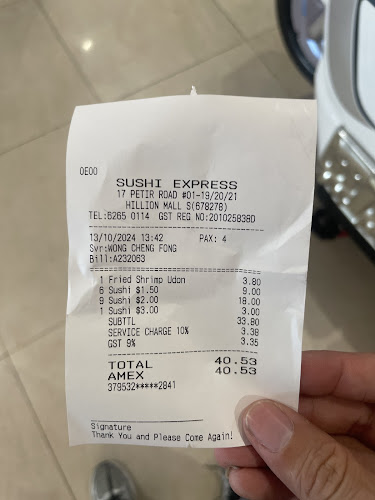 0E00
SUSHI EXPRESS
17 PETIR ROAD #01-19/20/21
HILLION MALL S(678278)
TEL:6265 0114 GST REG NO:201025838D
13/10/2024 13:42 PAX: 4
Svr:WONG CHENG FONG
Bill:A232063
1 Fried Shrimp Udon 3.80
6 Sushi $1.50 9.00
9 Sushi $2.00 18.00
1 Sushi $3.00 3.00
SUBTTL 33.80
SERVICE CHARGE 10% 3.38
GST 9% 3.35
TOTAL 40.53
AMEX 40.53
379532*****2841
Signature
Thank You and Please Come Again!